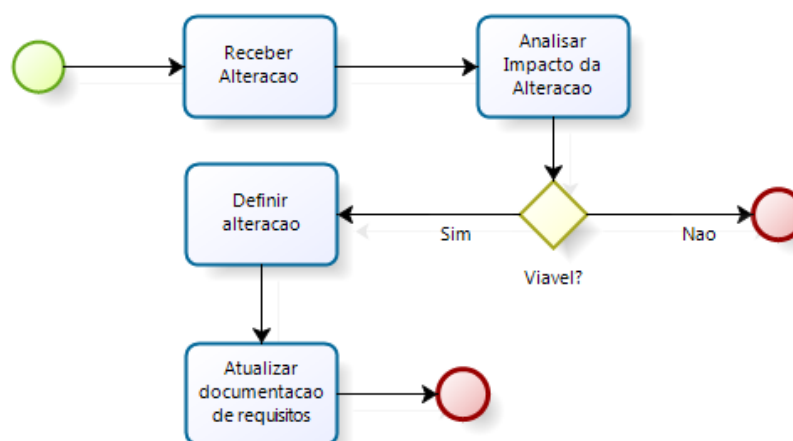 Receber
Alteracao
Analisar
Impacto da
Alteracao
Definir
alteracao
Sim
Nao
Viavel?
Atualizar
documentacao
de requisitos